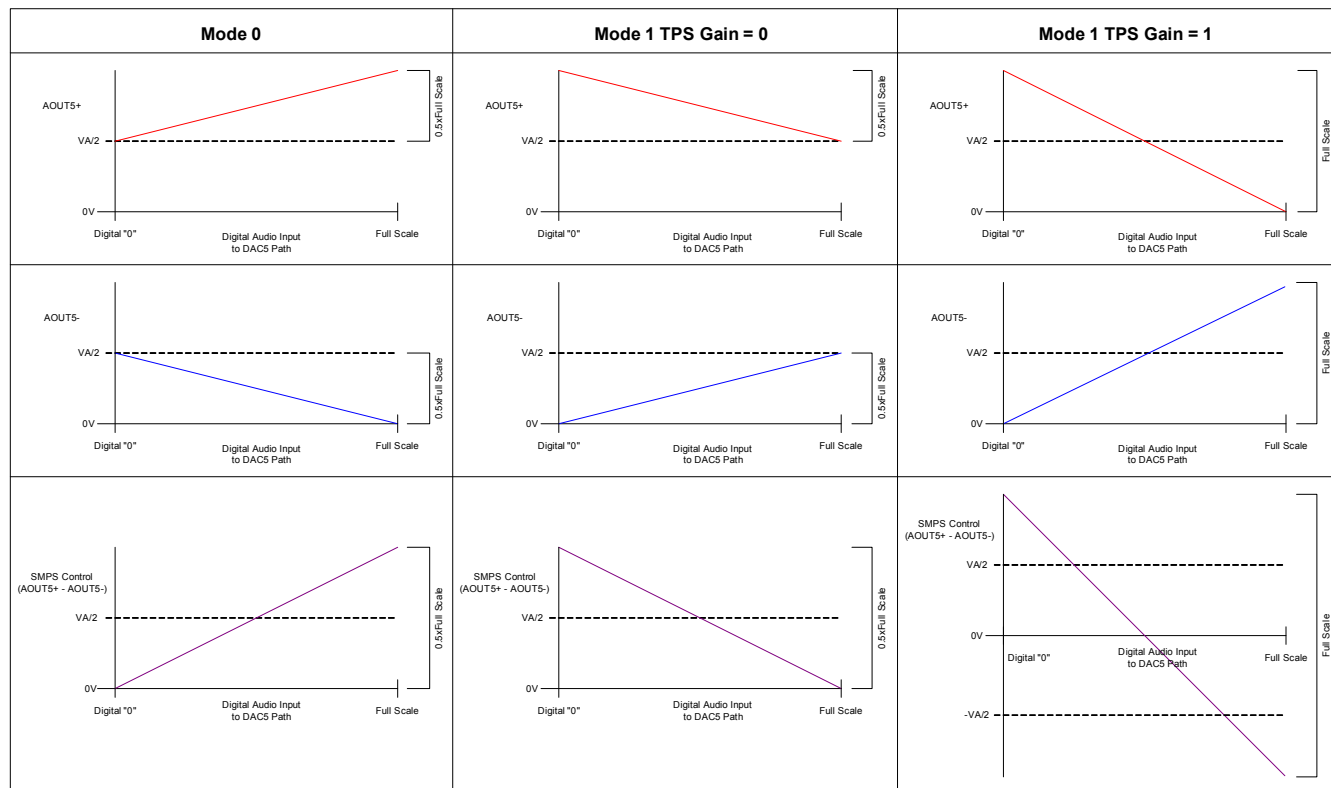 Mode 0
Mode 1 TPS Gain = 0
Mode 1 TPS Gain = 1
AOUT5+
VA/2
0V
Digital "0"
Digital Audio Input
to DAC5 Path
Full Scale
0.5xFull Scale
AOUT5+
VA/2
0V
Digital "0"
Digital Audio Input
to DAC5 Path
Full Scale
0.5xFull Scale
AOUT5+
VA/2
0V
Digital "0"
Digital Audio Input
to DAC5 Path
Full Scale
Full Scale
AOUT5-
VA/2
0V
Digital "0"
Digital Audio Input
to DAC5 Path
Full Scale
0.5xFull Scale
AOUT5-
VA/2
0V
Digital "0"
Digital Audio Input
to DAC5 Path
Full Scale
0.5xFull Scale
AOUT5-
VA/2
0V
Digital "0"
Digital Audio Input
to DAC5 Path
Full Scale
Full Scale
SMPS Control
(AOUT5+ - AOUT5-)
VA/2
0V
Digital "0"
Digital Audio Input
to DAC5 Path
Full Scale
0.5xFull Scale
SMPS Control
(AOUT5+ - AOUT5-)
VA/2
0V
Digital "0"
Digital Audio Input
to DAC5 Path
Full Scale
0.5xFull Scale
SMPS Control
(AOUT5+ - AOUT5-)
VA/2
0V
Digital "0"
Digital Audio Input
to DAC5 Path
Full Scale
-VA/2
Full Scale